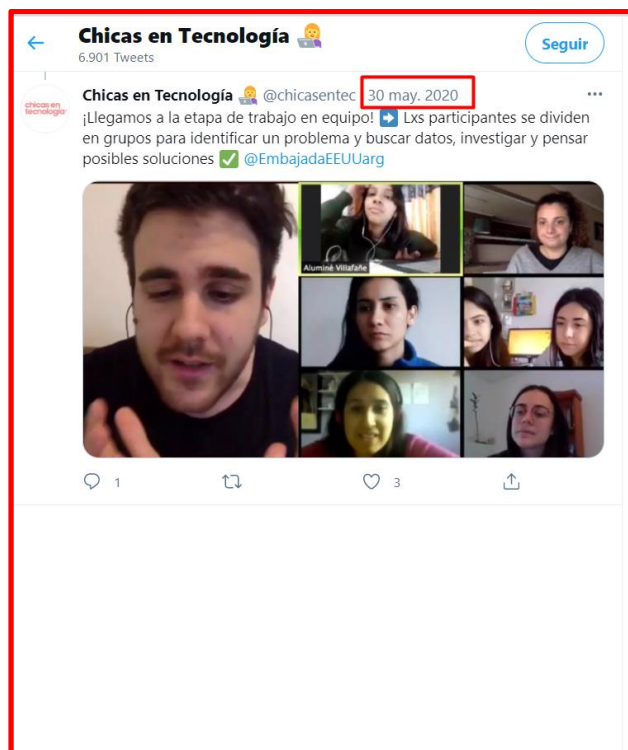 Chicas en Tecnología
6.901 Tweets
Seguir
chicas en
tecnología
Chicas en Tecnología @chicasentec 30 may. 2020
¡Llegamos a la etapa de trabajo en equipo! ➡️ Lxs participantes se dividen
en grupos para identificar un problema y buscar datos, investigar y pensar
posibles soluciones ✅ @EmbajadaEEUUarg
Aluminé Villafañe
1
3